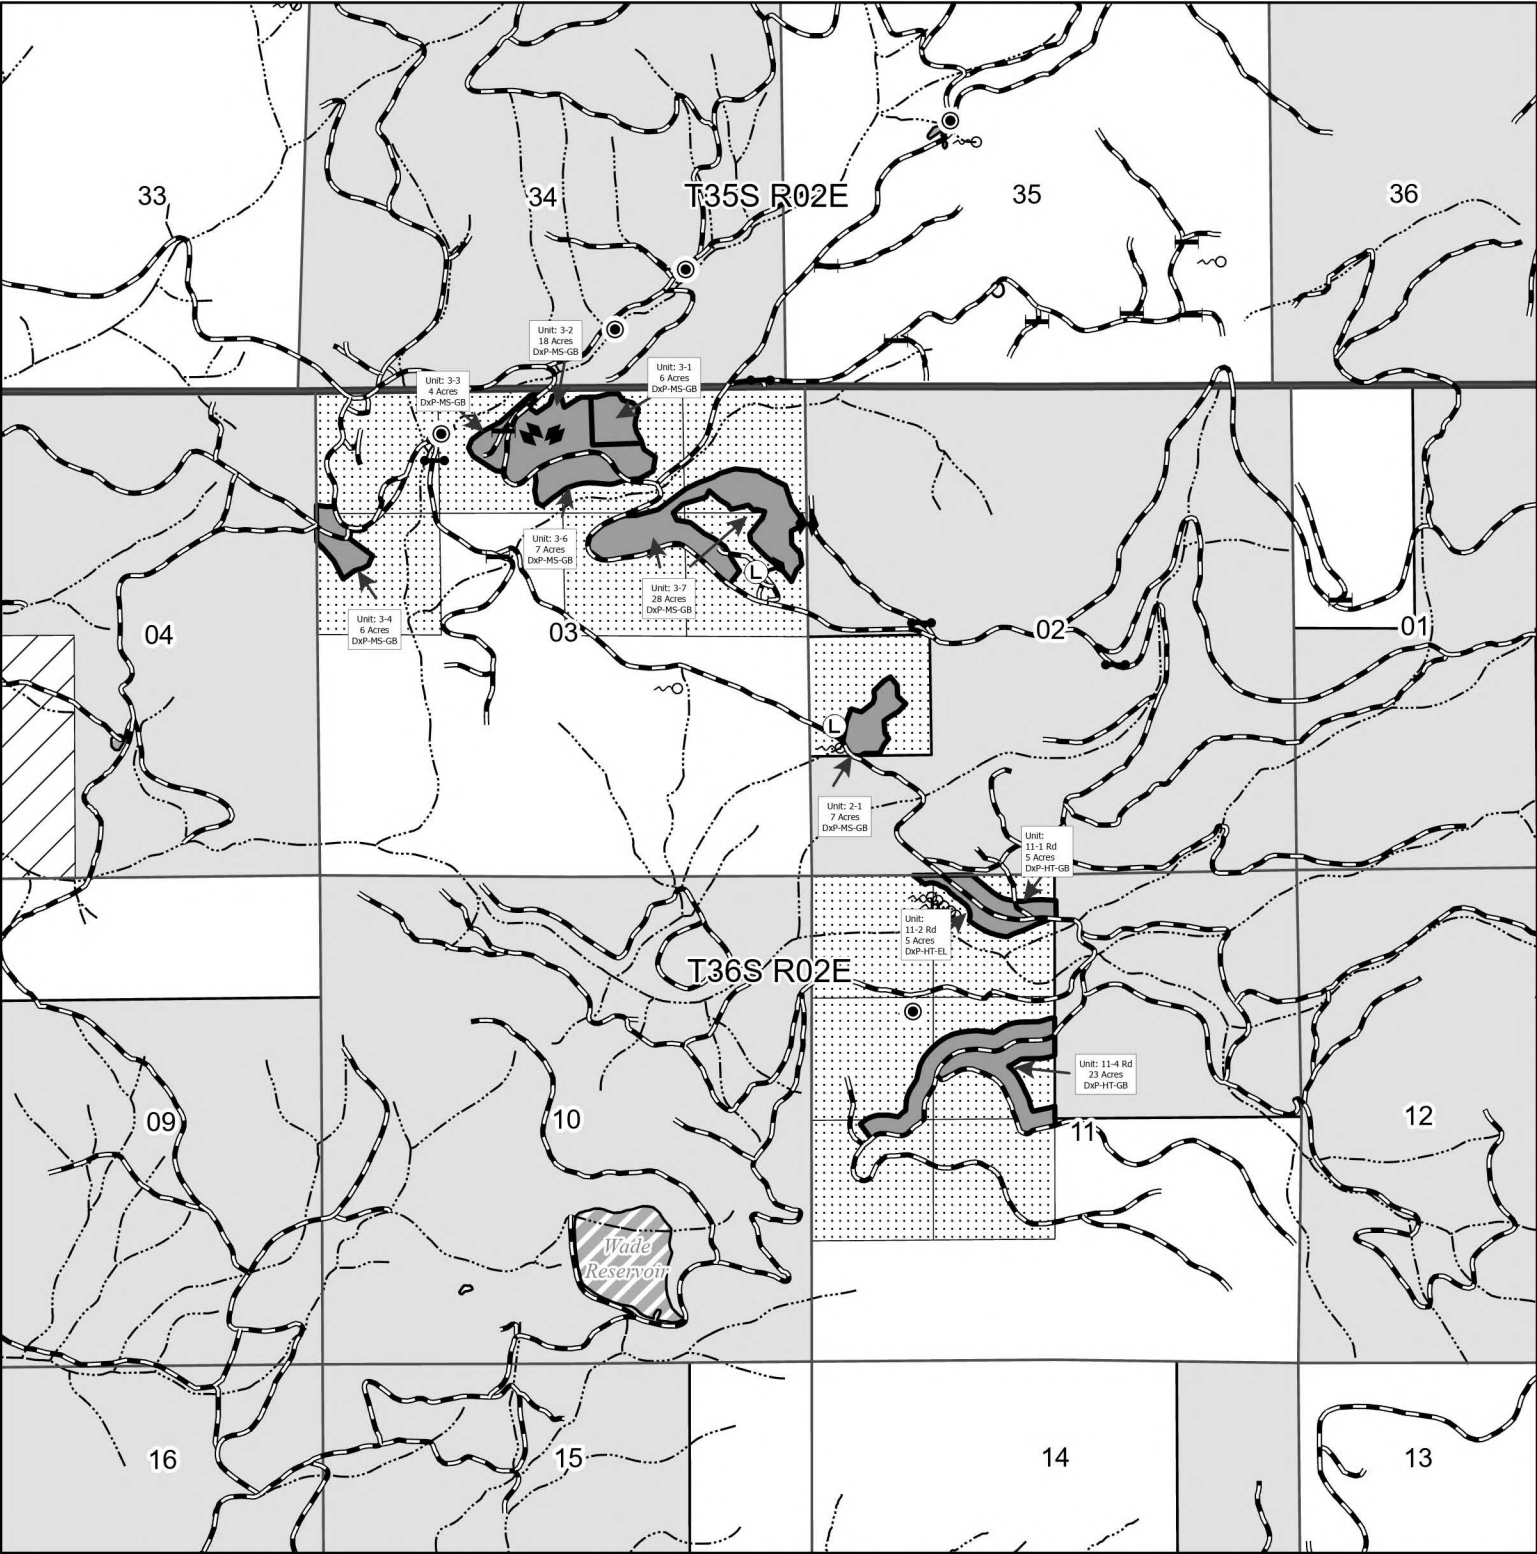 33
34
T35S R02E
35
36
Unit: 3-2
18 Acres
DxP-MS-GB
Unit: 3-1
6 Acres
DxP-MS-GB
Unit: 3-3
4 Acres
DxP-MS-GB
Unit: 3-6
7 Acres
DxP-MS-GB
L
Unit: 3-7
28 Acres
DxP-MS-GB
Unit: 3-4
6 Acres
DxP-MS-GB
04
03
02
01
L
Unit: 2-1
7 Acres
DxP-MS-GB
Unit:
11-1 Rd
5 Acres
DxP-HT-GB
Unit:
11-2 Rd
5 Acres
DxP-HT-EL
T36S R02E
Unit: 11-4 Rd
23 Acres
DxP-HT-GB
09
10
11
12
Wade
Reservoir
16
15
14
13